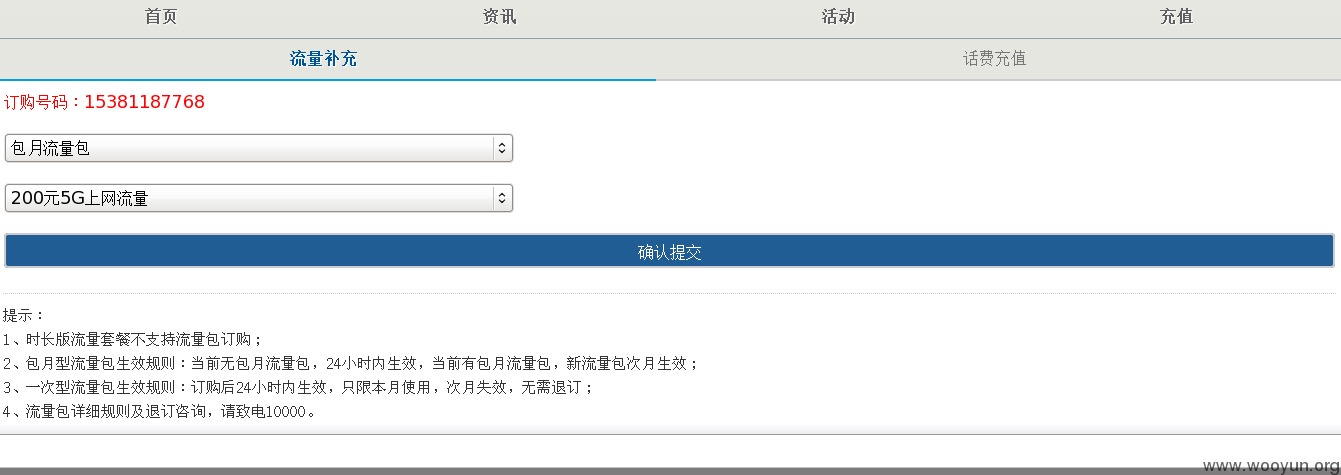 首页 资讯 活动 充值
流量补充 话费充值
订购号码：15381187768
包月流量包
200元5G上网流量
确认提交
提示：
1、时长版流量套餐不支持流量包订购；
2、包月型流量包生效规则：当前无包月流量包，24小时内生效，当前有包月流量包，新流量包次月生效；
3、一次型流量包生效规则：订购后24小时内生效，只限本月使用，次月失效，无需退订；
4、流量包详细规则及退订咨询，请致电10000。
www.wooyun.org